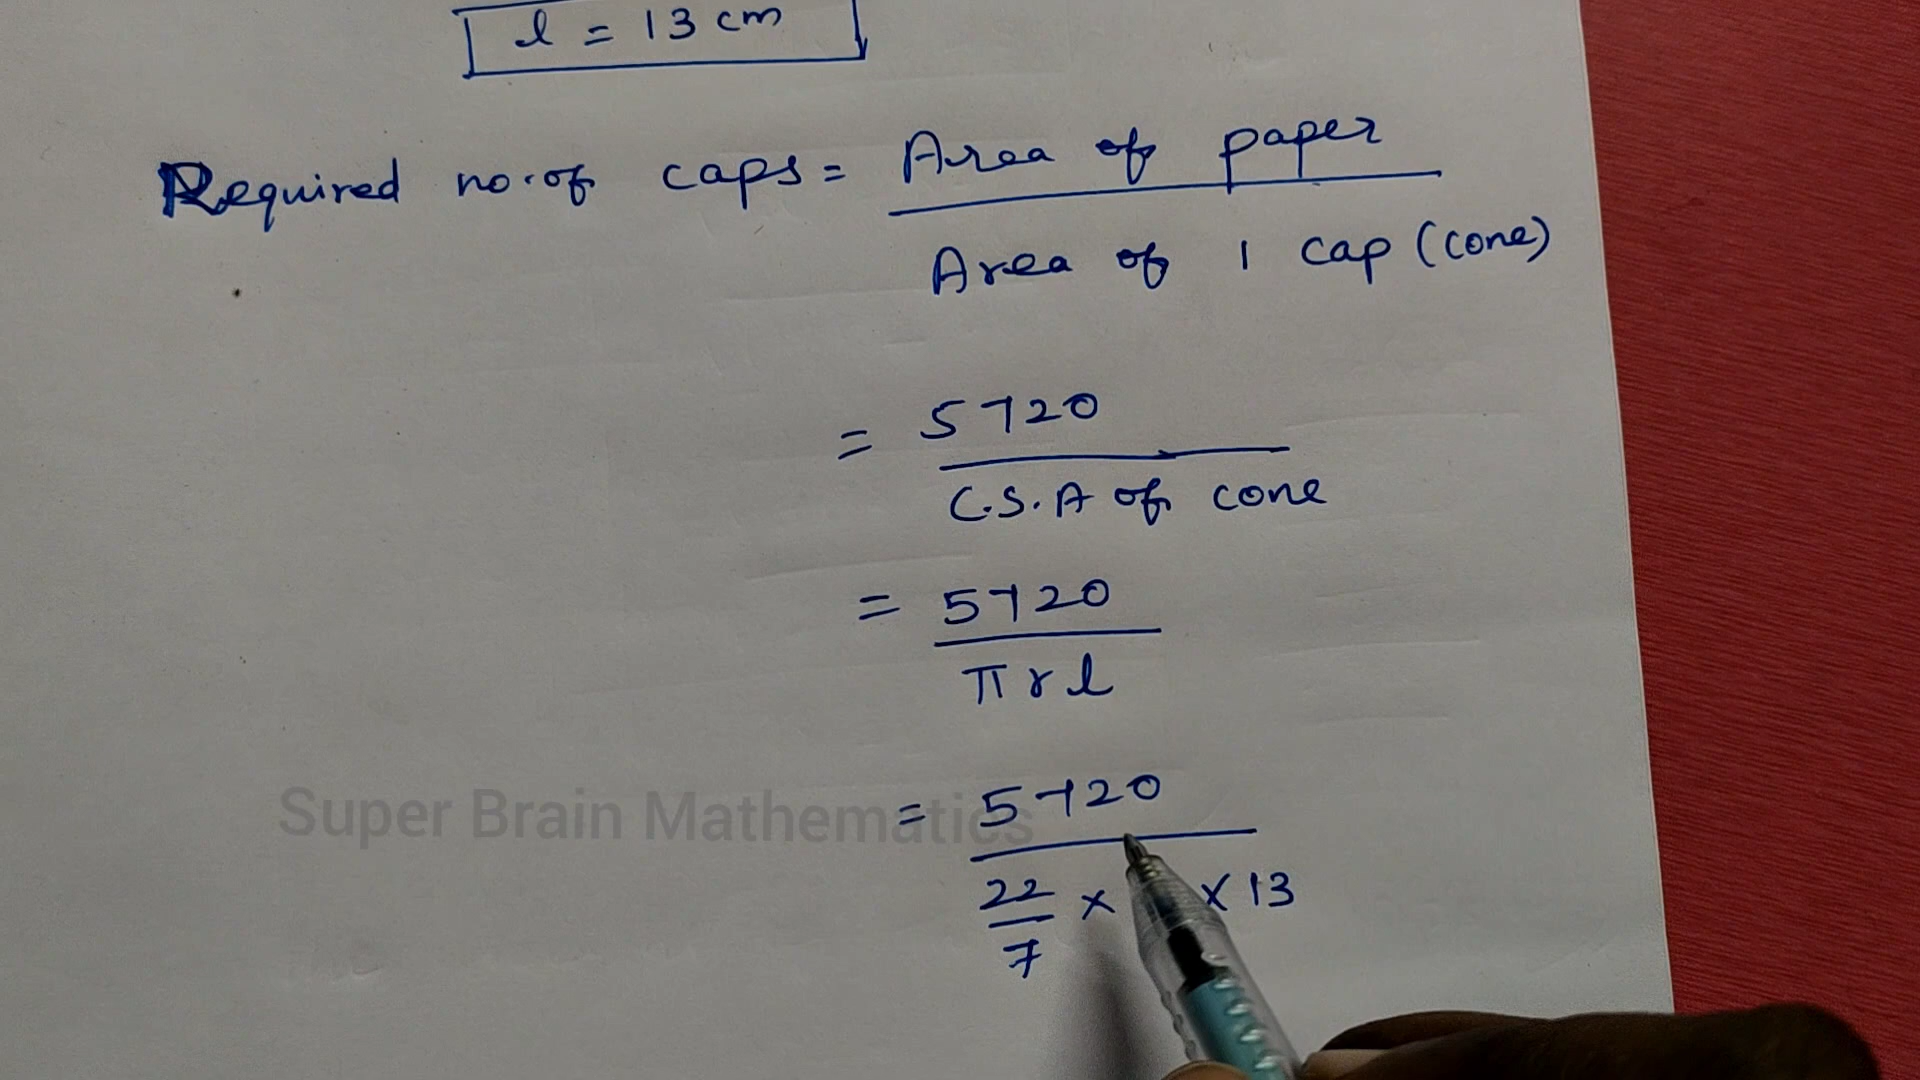 l = 13 cm
Required no. of caps = Area of paper
Area of 1 cap (cone)
= 5720
C.S.A of cone
= 5720
π r l
= 5720
22 × × 13
7
Super Brain Mathematics